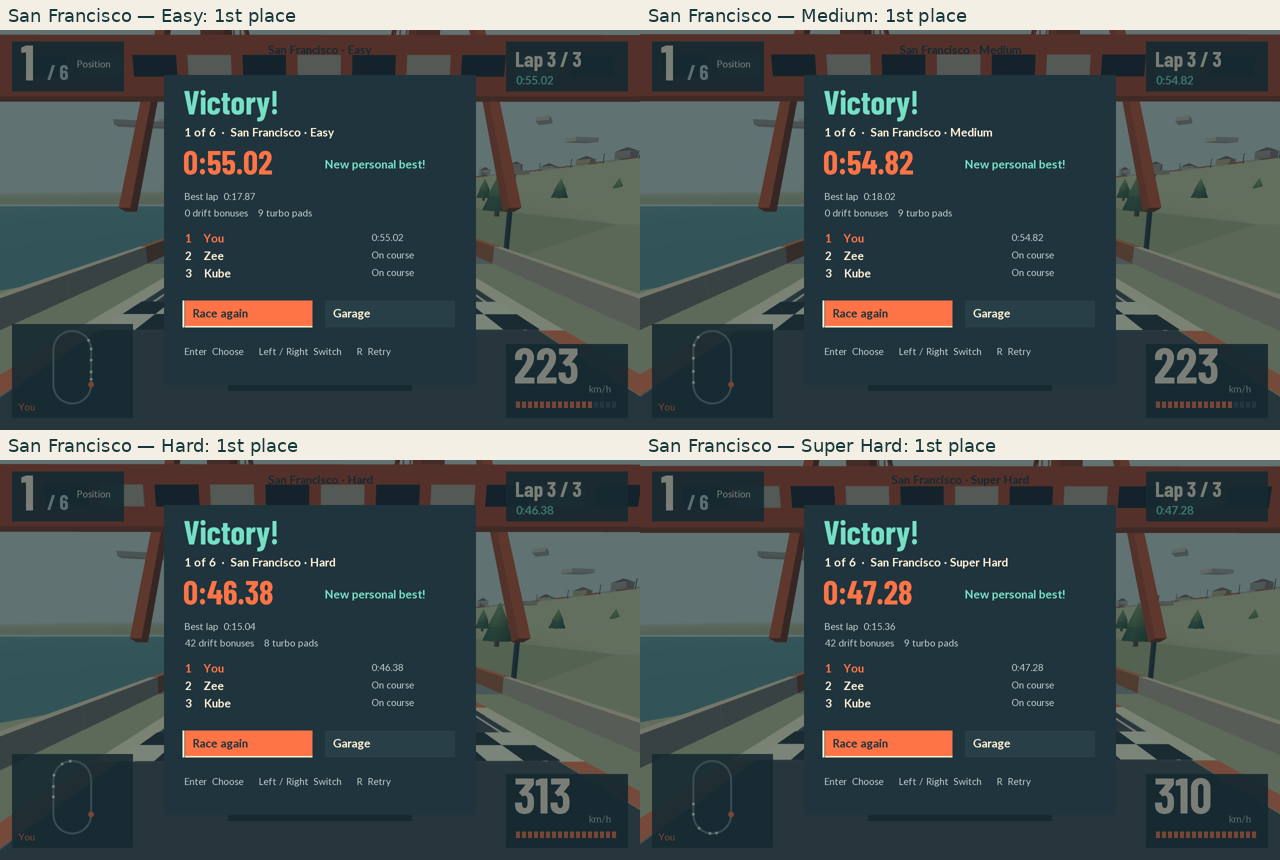 San Francisco — Easy: 1st place
San Francisco · Easy
1 / 6 Position
Lap 3 / 3
0:55.02
Victory!
1 of 6 · San Francisco · Easy
0:55.02 New personal best!
Best lap 0:17.87
0 drift bonuses 9 turbo pads
1 You 0:55.02
2 Zee On course
3 Kube On course
Race again Garage
Enter Choose Left / Right Switch R Retry
You
223
km/h
San Francisco — Medium: 1st place
San Francisco · Medium
1 / 6 Position
Lap 3 / 3
0:54.82
Victory!
1 of 6 · San Francisco · Medium
0:54.82 New personal best!
Best lap 0:18.02
0 drift bonuses 9 turbo pads
1 You 0:54.82
2 Zee On course
3 Kube On course
Race again Garage
Enter Choose Left / Right Switch R Retry
You
223
km/h
San Francisco — Hard: 1st place
San Francisco · Hard
1 / 6 Position
Lap 3 / 3
0:46.38
Victory!
1 of 6 · San Francisco · Hard
0:46.38 New personal best!
Best lap 0:15.04
42 drift bonuses 8 turbo pads
1 You 0:46.38
2 Zee On course
3 Kube On course
Race again Garage
Enter Choose Left / Right Switch R Retry
You
313
km/h
San Francisco — Super Hard: 1st place
San Francisco · Super Hard
1 / 6 Position
Lap 3 / 3
0:47.28
Victory!
1 of 6 · San Francisco · Super Hard
0:47.28 New personal best!
Best lap 0:15.36
42 drift bonuses 9 turbo pads
1 You 0:47.28
2 Zee On course
3 Kube On course
Race again Garage
Enter Choose Left / Right Switch R Retry
You
310
km/h